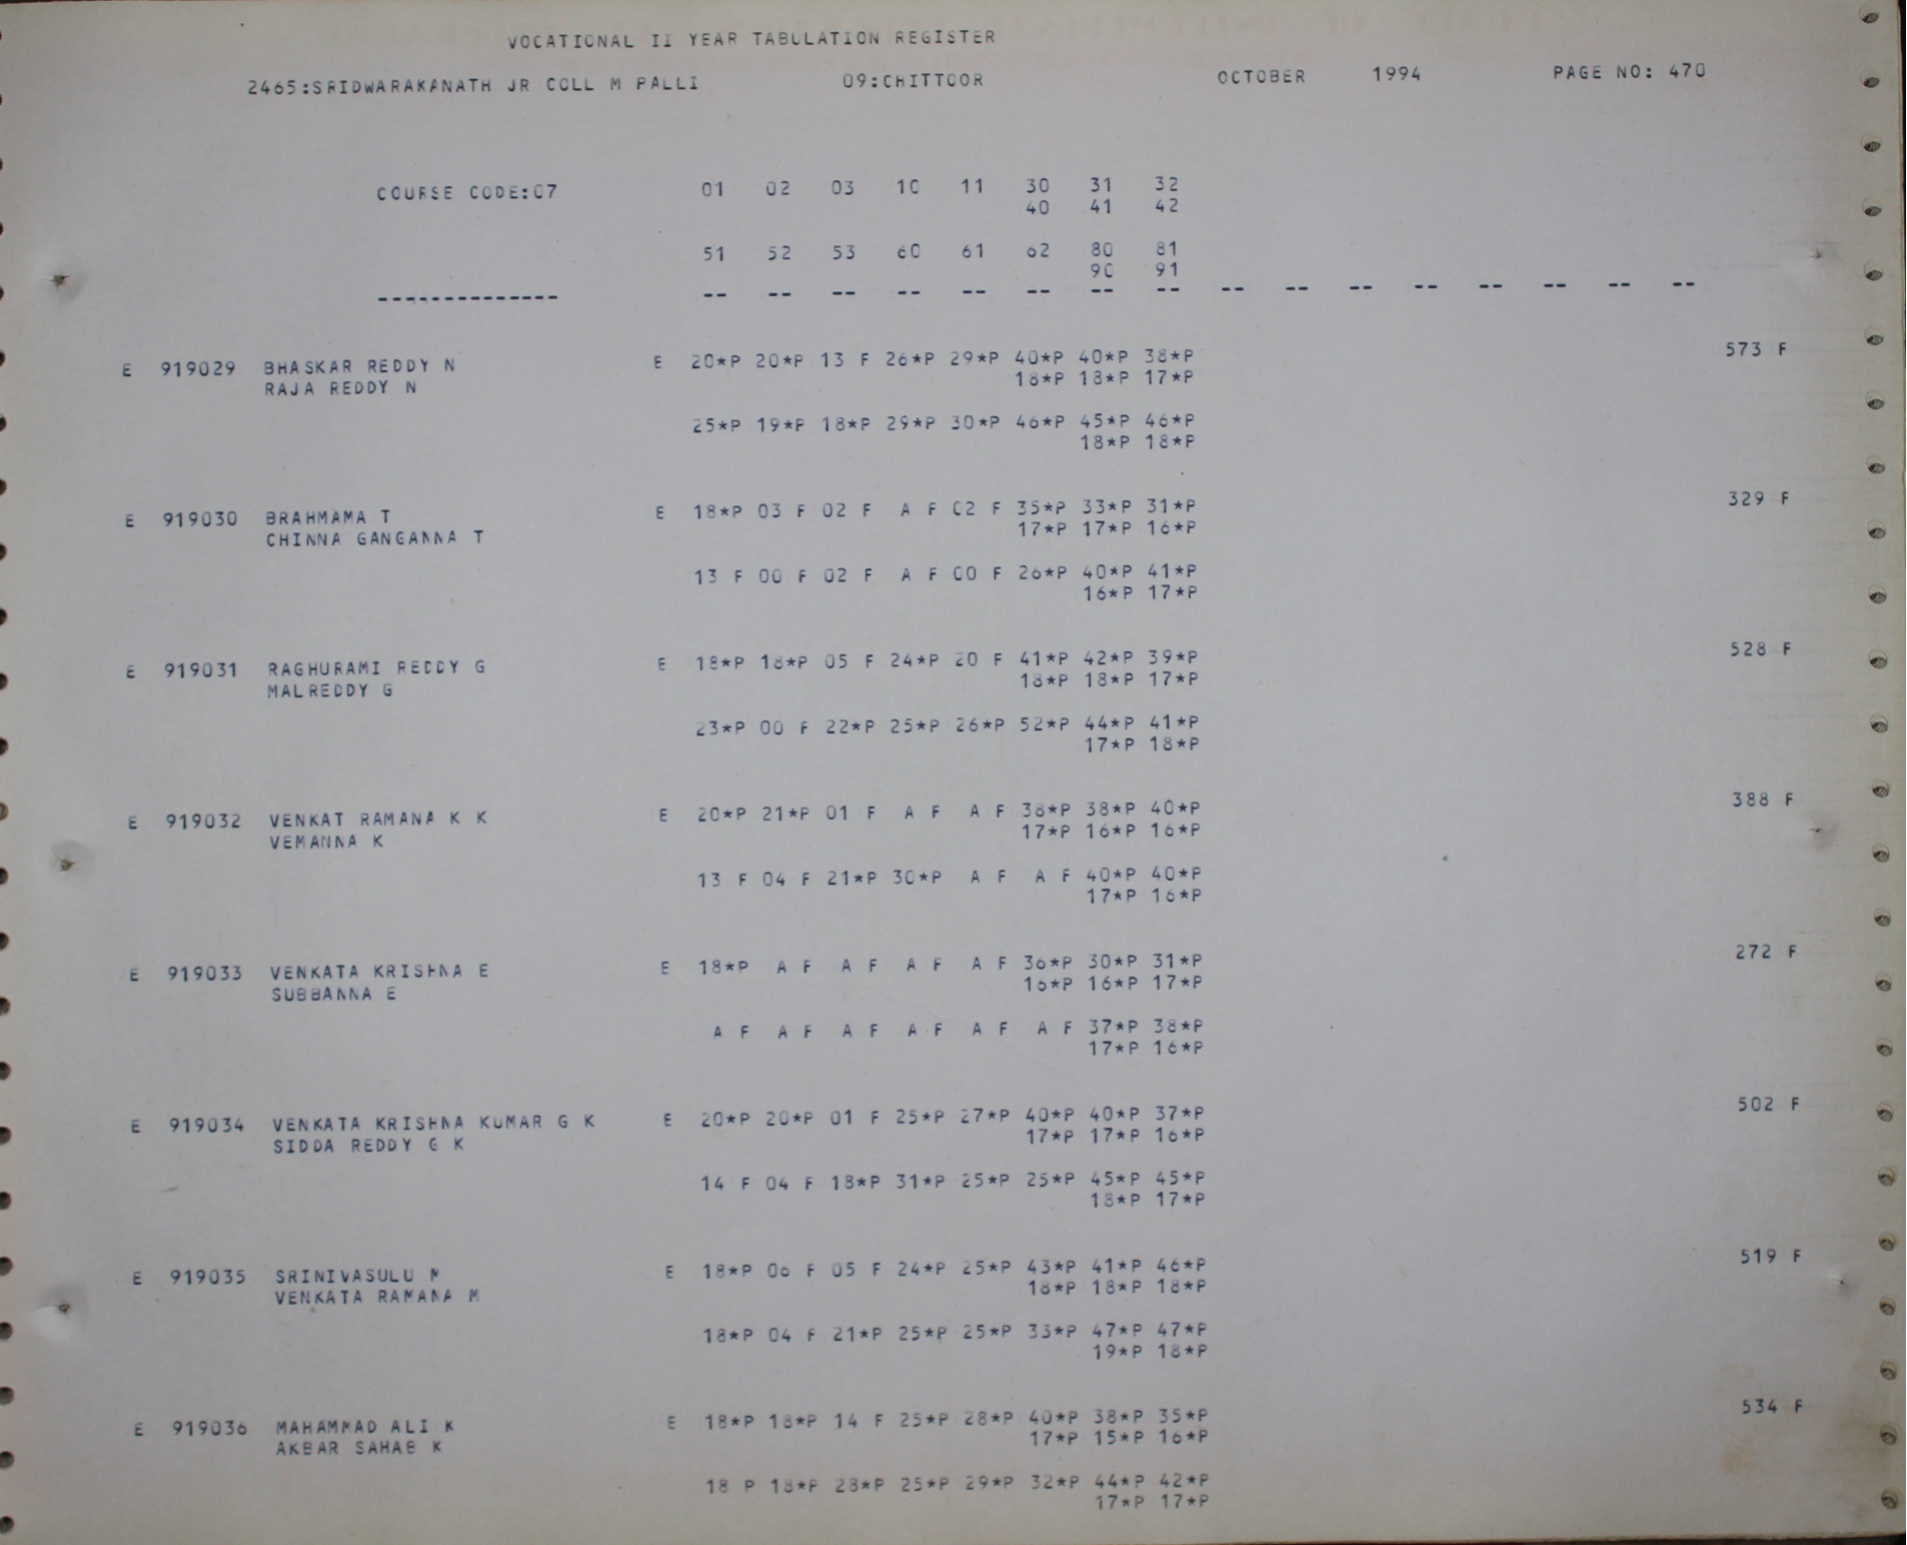 VOCATIONAL II YEAR TABULATION REGISTER
2465:SRIDWARAKANATH JR COLL M PALLI 09:CHITTOOR OCTOBER 1994 PAGE NO: 470
COURSE CODE:07 01 02 03 10 11 30 31 32
40 41 42
51 52 53 60 61 62 80 81
90 91
-------------- -- -- -- -- -- -- -- -- -- -- -- -- -- -- -- --
E 919029 BHASKAR REDDY N E 20*P 20*P 13 F 26*P 29*P 40*P 40*P 38*P 573 F
RAJA REDDY N 18*P 18*P 17*P
25*P 19*P 18*P 29*P 30*P 46*P 45*P 46*P
18*P 18*P
E 919030 BRAHMAMA T E 18*P 03 F 02 F A F 02 F 35*P 33*P 31*P 329 F
CHINNA GANGANNA T 17*P 17*P 16*P
13 F 00 F 02 F A F 00 F 26*P 40*P 41*P
16*P 17*P
E 919031 RAGHURAMI REDDY G E 18*P 18*P 05 F 24*P 20 F 41*P 42*P 39*P 528 F
MALREDDY G 18*P 18*P 17*P
23*P 00 F 22*P 25*P 26*P 52*P 44*P 41*P
17*P 18*P
E 919032 VENKAT RAMANA K K E 20*P 21*P 01 F A F A F 38*P 38*P 40*P 388 F
VEMANNA K 17*P 16*P 16*P
13 F 04 F 21*P 30*P A F A F 40*P 40*P
17*P 16*P
E 919033 VENKATA KRISHNA E E 18*P A F A F A F A F 36*P 30*P 31*P 272 F
SUBBANNA E 16*P 16*P 17*P
A F A F A F A F A F A F 37*P 38*P
17*P 16*P
E 919034 VENKATA KRISHNA KUMAR G K E 20*P 20*P 01 F 25*P 27*P 40*P 40*P 37*P 502 F
SIDDA REDDY G K 17*P 17*P 16*P
14 F 04 F 18*P 31*P 25*P 25*P 45*P 45*P
18*P 17*P
E 919035 SRINIVASULU M E 18*P 06 F 05 F 24*P 25*P 43*P 41*P 46*P 519 F
VENKATA RAMANA M 18*P 18*P 18*P
18*P 04 F 21*P 25*P 25*P 33*P 47*P 47*P
19*P 18*P
E 919036 MAHAMMAD ALI K E 18*P 18*P 14 F 25*P 28*P 40*P 38*P 35*P 534 F
AKBAR SAHAB K 17*P 15*P 16*P
18 P 18*P 28*P 25*P 29*P 32*P 44*P 42*P
17*P 17*P